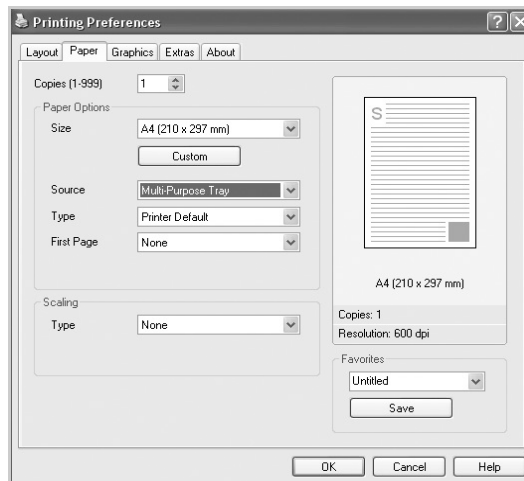 Printing Preferences
Layout Paper Graphics Extras About
Copies (1-999) 1
Paper Options
Size A4 (210 x 297 mm)
Custom
Source Multi-Purpose Tray
Type Printer Default
First Page None
Scaling
Type None
S
A4 (210 x 297 mm)
Copies: 1
Resolution: 600 dpi
Favorites
Untitled
Save
OK Cancel Help